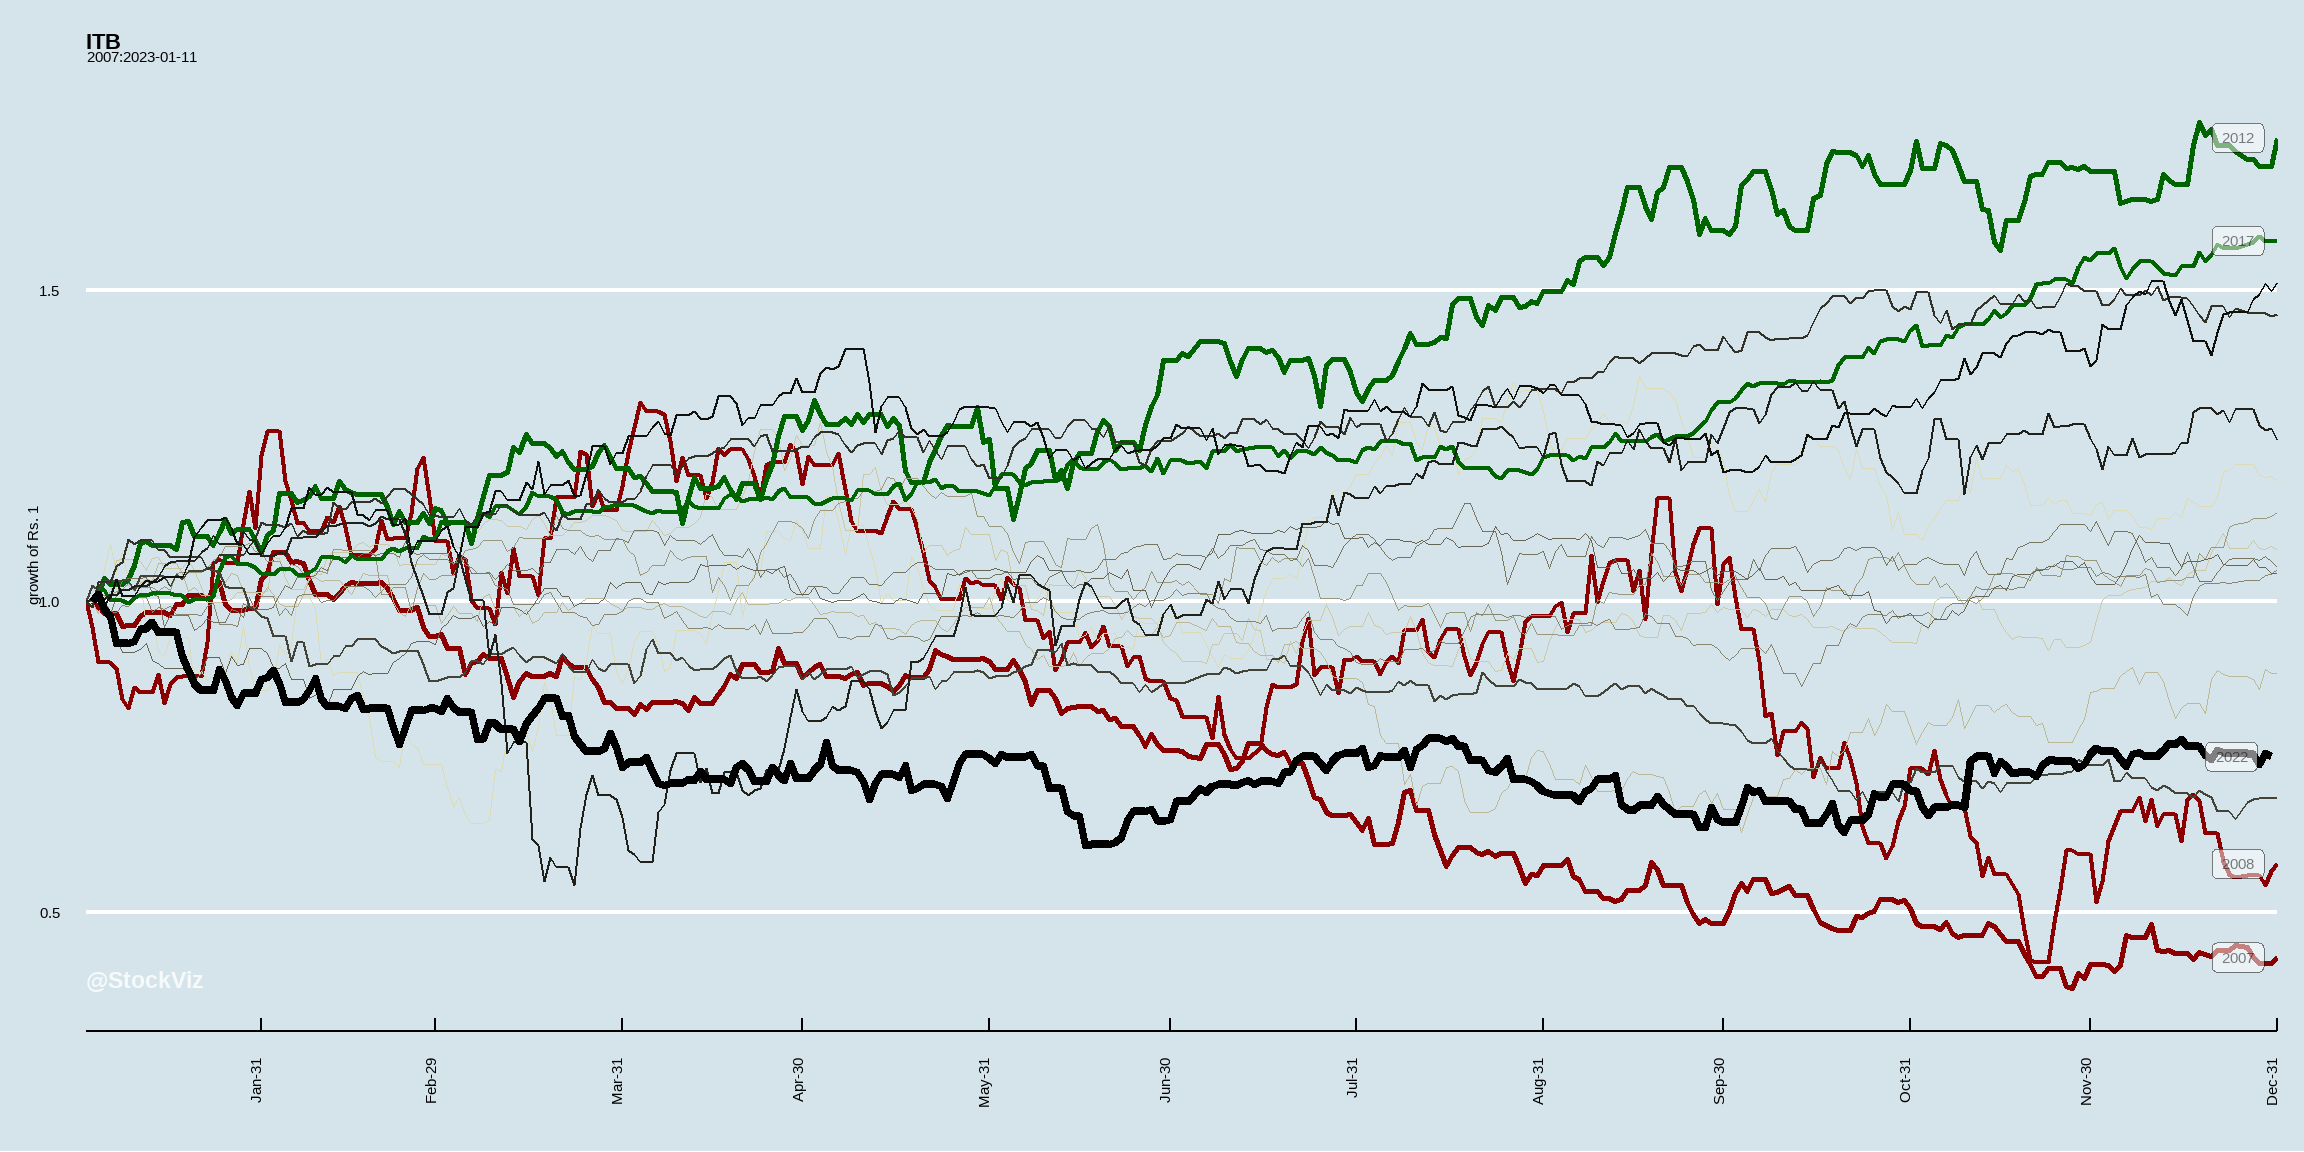 ITB
2007:2023-01-11
2012
2017
1.5
growth of Rs. 1
1.0
2022
2008
0.5
2007
@StockViz
Jan-31
Feb-29
Mar-31
Apr-30
May-31
Jun-30
Jul-31
Aug-31
Sep-30
Oct-31
Nov-30
Dec-31